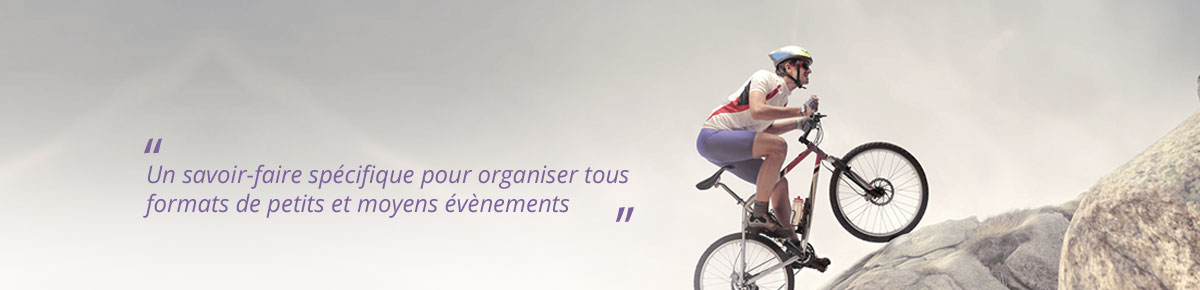 "
Un savoir-faire spécifique pour organiser tous
formats de petits et moyens évènements
"